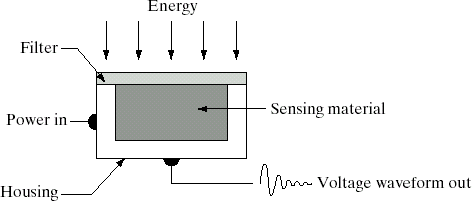 Energy
Filter
Sensing material
Power in
Housing
Voltage waveform out